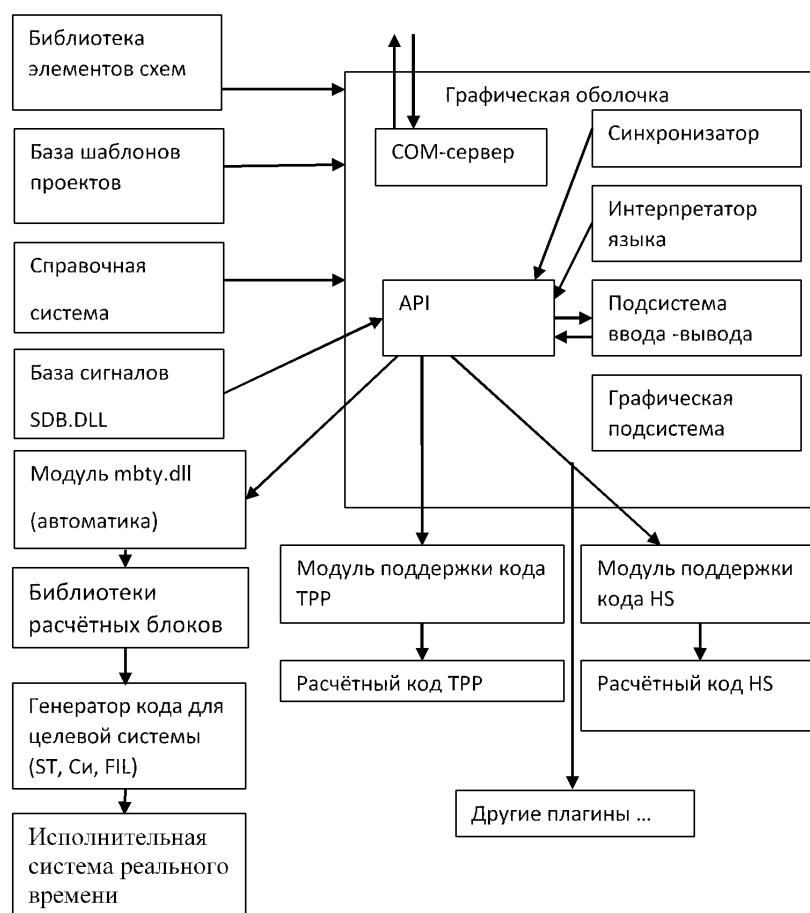 Библиотека
элементов схем
База шаблонов
проектов
Справочная
система
База сигналов
SDB.DLL
Модуль mbty.dll
(автоматика)
Библиотеки
расчётных блоков
Генератор кода для
целевой системы
(ST, Си, FIL)
Исполнительная
система реального
времени
Графическая оболочка
COM-сервер
Синхронизатор
Интерпретатор
языка
API
Подсистема
ввода -вывода
Графическая
подсистема
Модуль поддержки кода
TPP
Расчётный код TPP
Модуль поддержки
кода HS
Расчётный код HS
Другие плагины ...